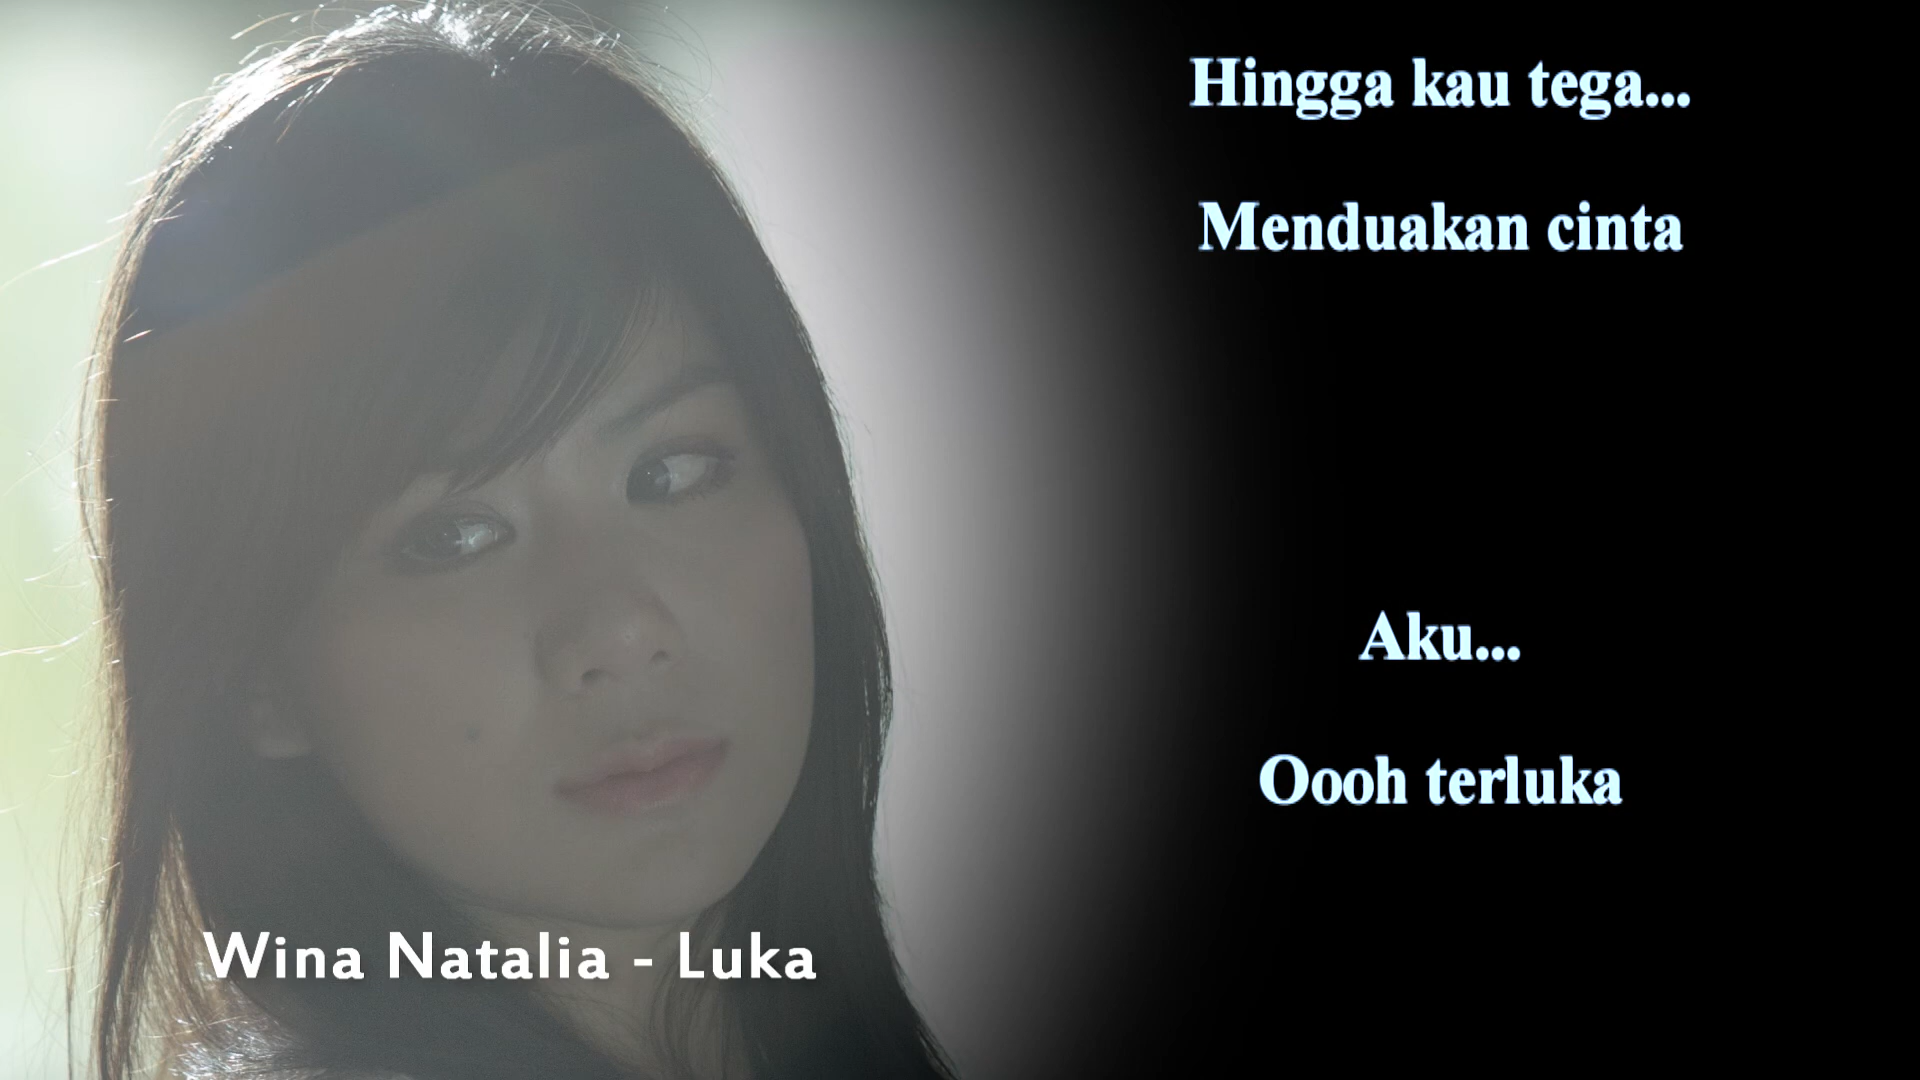 Hingga kau tega...
Menduakan cinta
Aku...
Oooh terluka
Wina Natalia - Luka